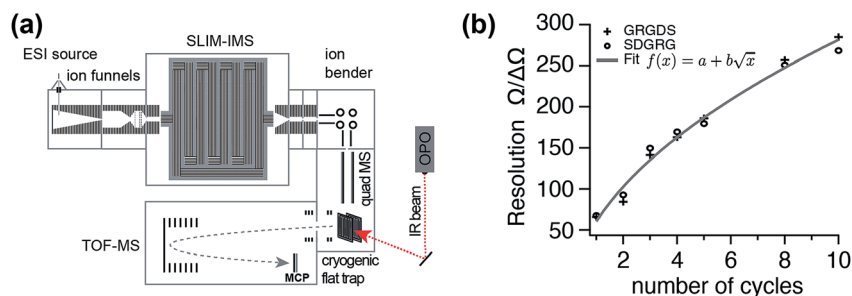 (a)
ESI source
ion funnels
SLIM-IMS
ion
bender
OPO
quad MS
IR beam
TOF-MS
MCP
cryogenic
flat trap
(b)
Resolution Ω/ΔΩ
300
250
200
150
100
50
GRGDS
SDGRG
Fit f(x) = a + b√x
2
4
6
8
10
number of cycles